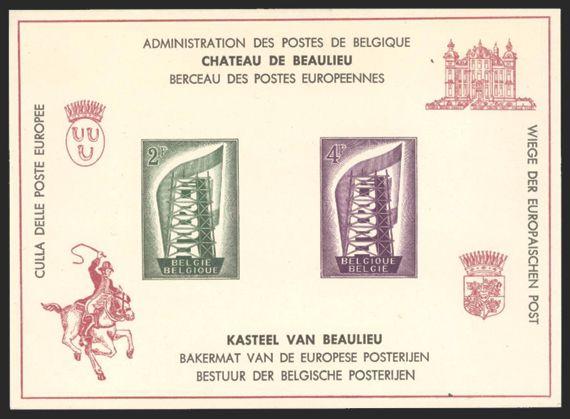 ADMINISTRATION DES POSTES DE BELGIQUE
CHATEAU DE BEAULIEU
BERCEAU DES POSTES EUROPEENNES
CULLA DELLE POSTE EUROPEE
WIEGE DER EUROPAISCHEN POST
2F
BELGIE
BELGIQUE
4F
BELGIQUE
BELGIË
KASTEEL VAN BEAULIEU
BAKERMAT VAN DE EUROPESE POSTERIJEN
BESTUUR DER BELGISCHE POSTERIJEN